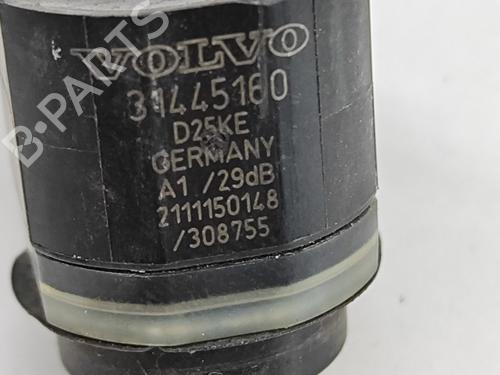 VOLVO
31445160
D25KE
GERMANY
A1 /29dB
2111150148
/308755
B-PARTS